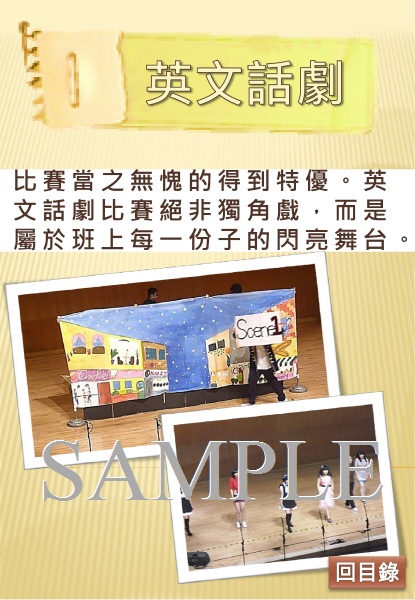 英文話劇
比賽當之無愧的得到特優。英
文話劇比賽絕非獨角戲，而是
屬於班上每一份子的閃亮舞台。
Scene 1
SAMPLE
回目錄